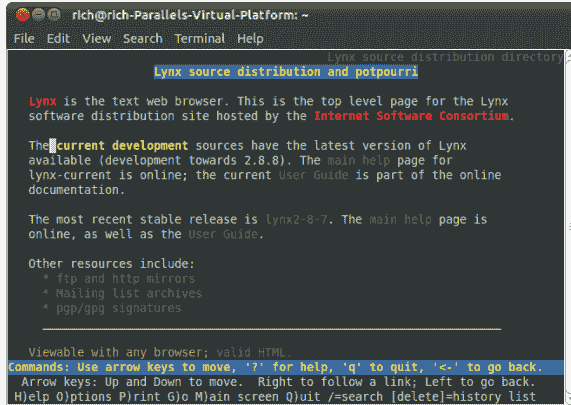 rich@rich-Parallels-Virtual-Platform: ~
File Edit View Search Terminal Help
Lynx source distribution directory
Lynx source distribution and potpourri
Lynx is the text web browser. This is the top level page for the Lynx
software distribution site hosted by the Internet Software Consortium.
The current development sources have the latest version of Lynx
available (development towards 2.8.8). The main help page for
lynx-current is online; the current User Guide is part of the online
documentation.
The most recent stable release is lynx2-8-7. The main help page is
online, as well as the User Guide.
Other resources include:
* ftp and http mirrors
* Mailing list archives
* pgp/gpg signatures
Viewable with any browser; valid HTML.
Commands: Use arrow keys to move, '?' for help, 'q' to quit, '<-' to go back.
Arrow keys: Up and Down to move. Right to follow a link; Left to go back.
H)elp O)ptions P)rint G)o M)ain screen Q)uit /=search [delete]=history list